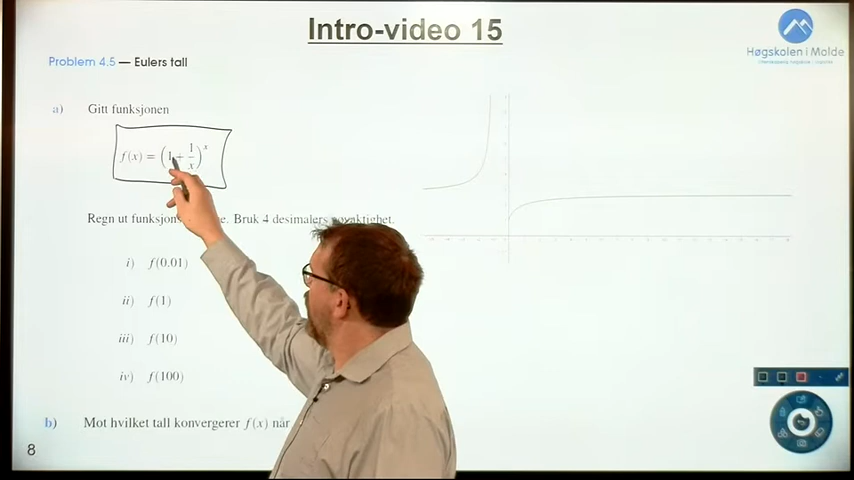 Intro-video 15
Høgskolen i Molde
Problem 4.5 — Eulers tall
a) Gitt funksjonen
f(x) = (1 + 1/x)^x
Regn ut Bruk 4 desimalers nøyaktighet.
i) f(0.01)
ii) f(1)
iii) f(10)
iv) f(100)
b) Mot hvilket tall konvergerer f(x) når
8